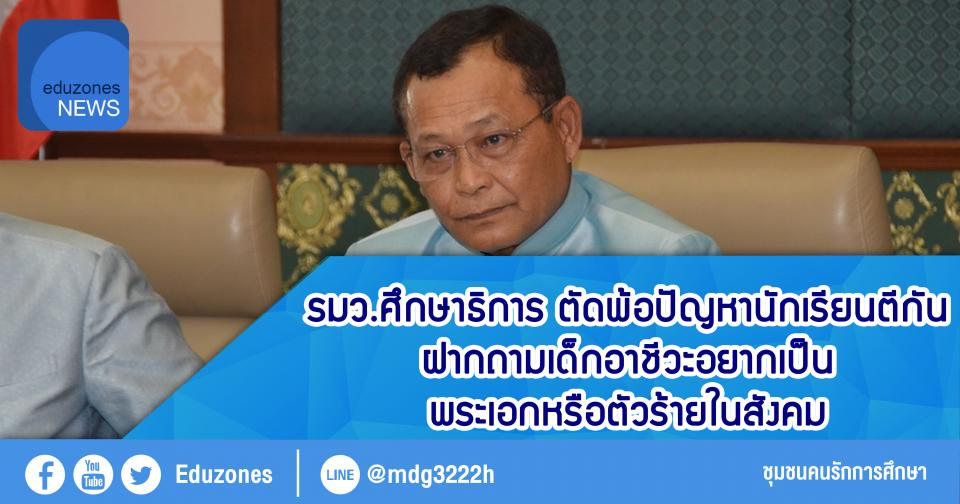 eduzones
NEWS
รมว.ศึกษาธิการ ตัดพ้อปัญหานักเรียนตีกัน
ฝากถามเด็กอาชีวะอยากเป็น
พระเอกหรือตัวร้ายในสังคม
You
Tube
Eduzones
LINE
@mdg3222h
ชุมชนคนรักการศึกษา